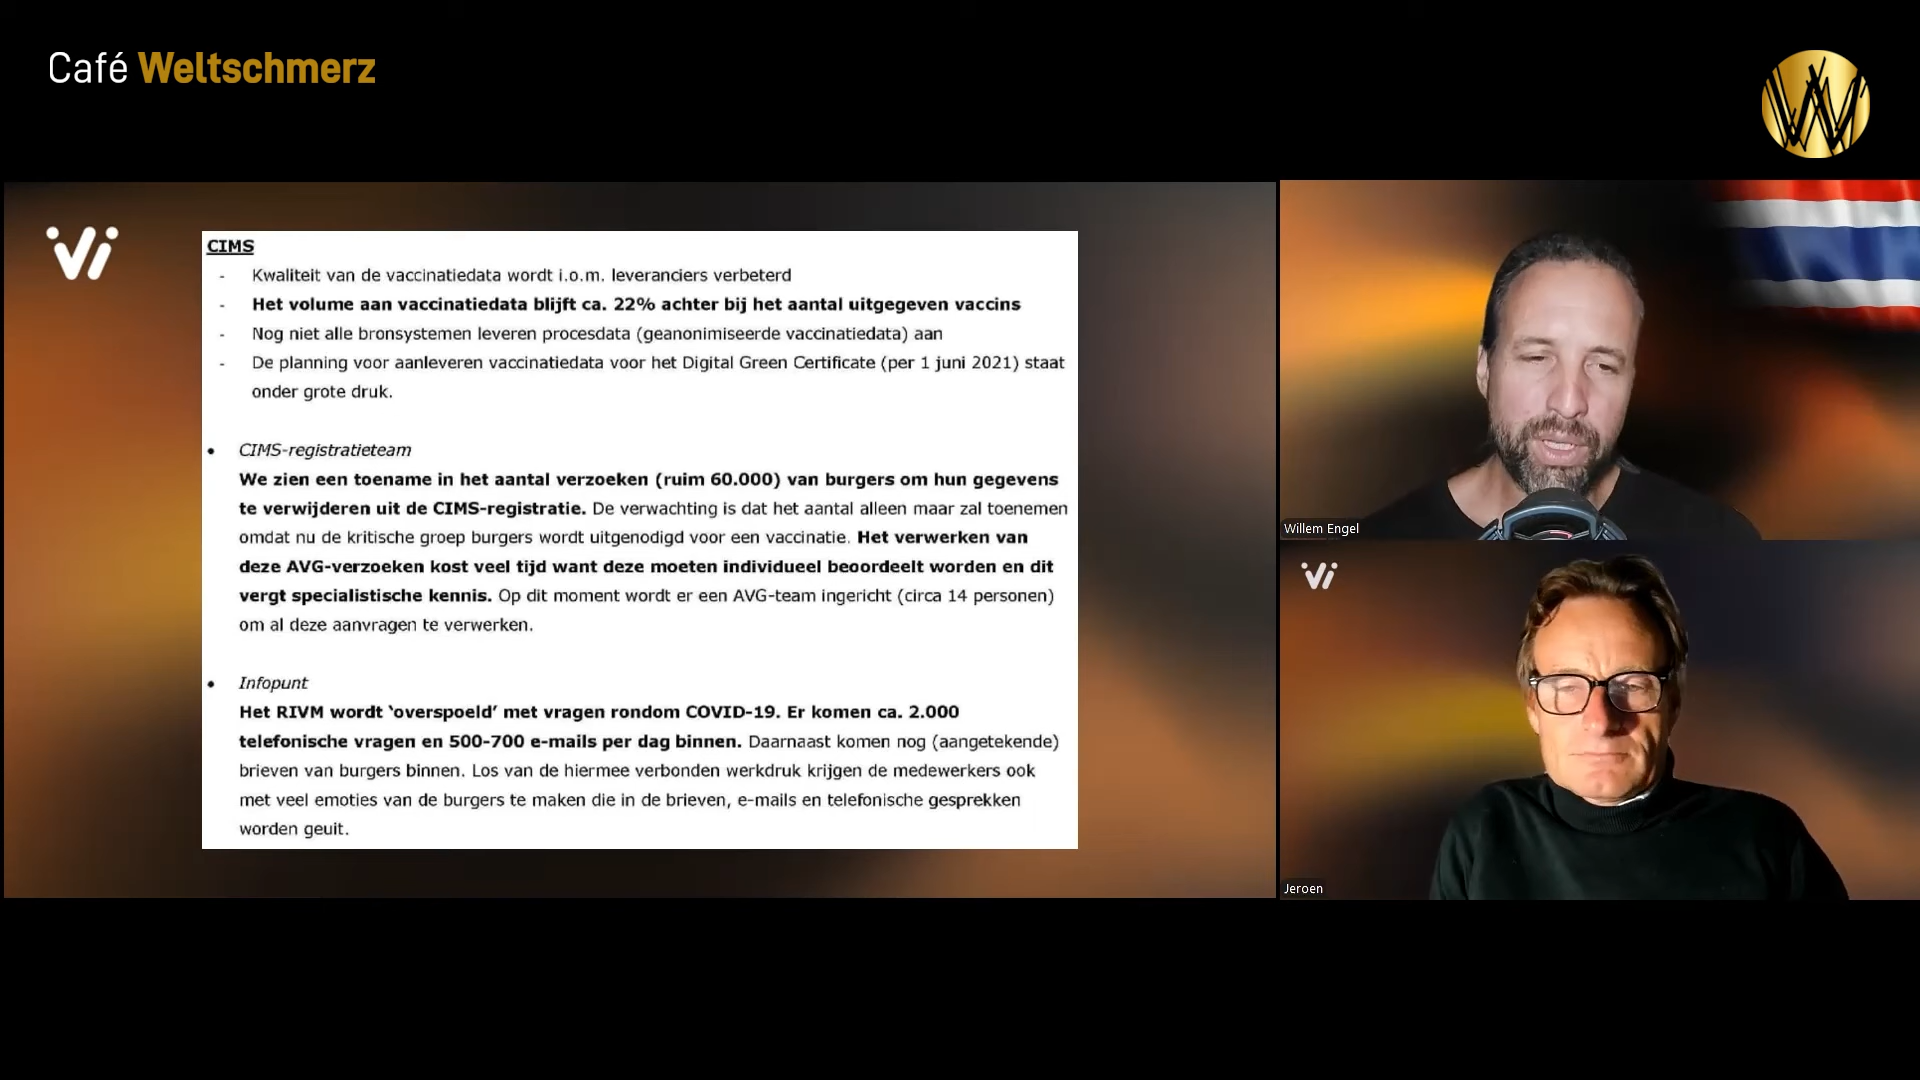 Café Weltschmerz
CIMS
- Kwaliteit van de vaccinatiedata wordt i.o.m. leveranciers verbeterd
- Het volume aan vaccinatiedata blijft ca. 22% achter bij het aantal uitgegeven vaccins
- Nog niet alle bronsystemen leveren procesdata (geanonimiseerde vaccinatiedata) aan
- De planning voor aanleveren vaccinatiedata voor het Digital Green Certificate (per 1 juni 2021) staat
onder grote druk.
• CIMS-registratieteam
We zien een toename in het aantal verzoeken (ruim 60.000) van burgers om hun gegevens
te verwijderen uit de CIMS-registratie. De verwachting is dat het aantal alleen maar zal toenemen
omdat nu de kritische groep burgers wordt uitgenodigd voor een vaccinatie. Het verwerken van
deze AVG-verzoeken kost veel tijd want deze moeten individueel beoordeelt worden en dit
vergt specialistische kennis. Op dit moment wordt er een AVG-team ingericht (circa 14 personen)
om al deze aanvragen te verwerken.
• Infopunt
Het RIVM wordt ‘overspoeld’ met vragen rondom COVID-19. Er komen ca. 2.000
telefonische vragen en 500-700 e-mails per dag binnen. Daarnaast komen nog (aangetekende)
brieven van burgers binnen. Los van de hiermee verbonden werkdruk krijgen de medewerkers ook
met veel emoties van de burgers te maken die in de brieven, e-mails en telefonische gesprekken
worden geuit.
Willem Engel
Jeroen